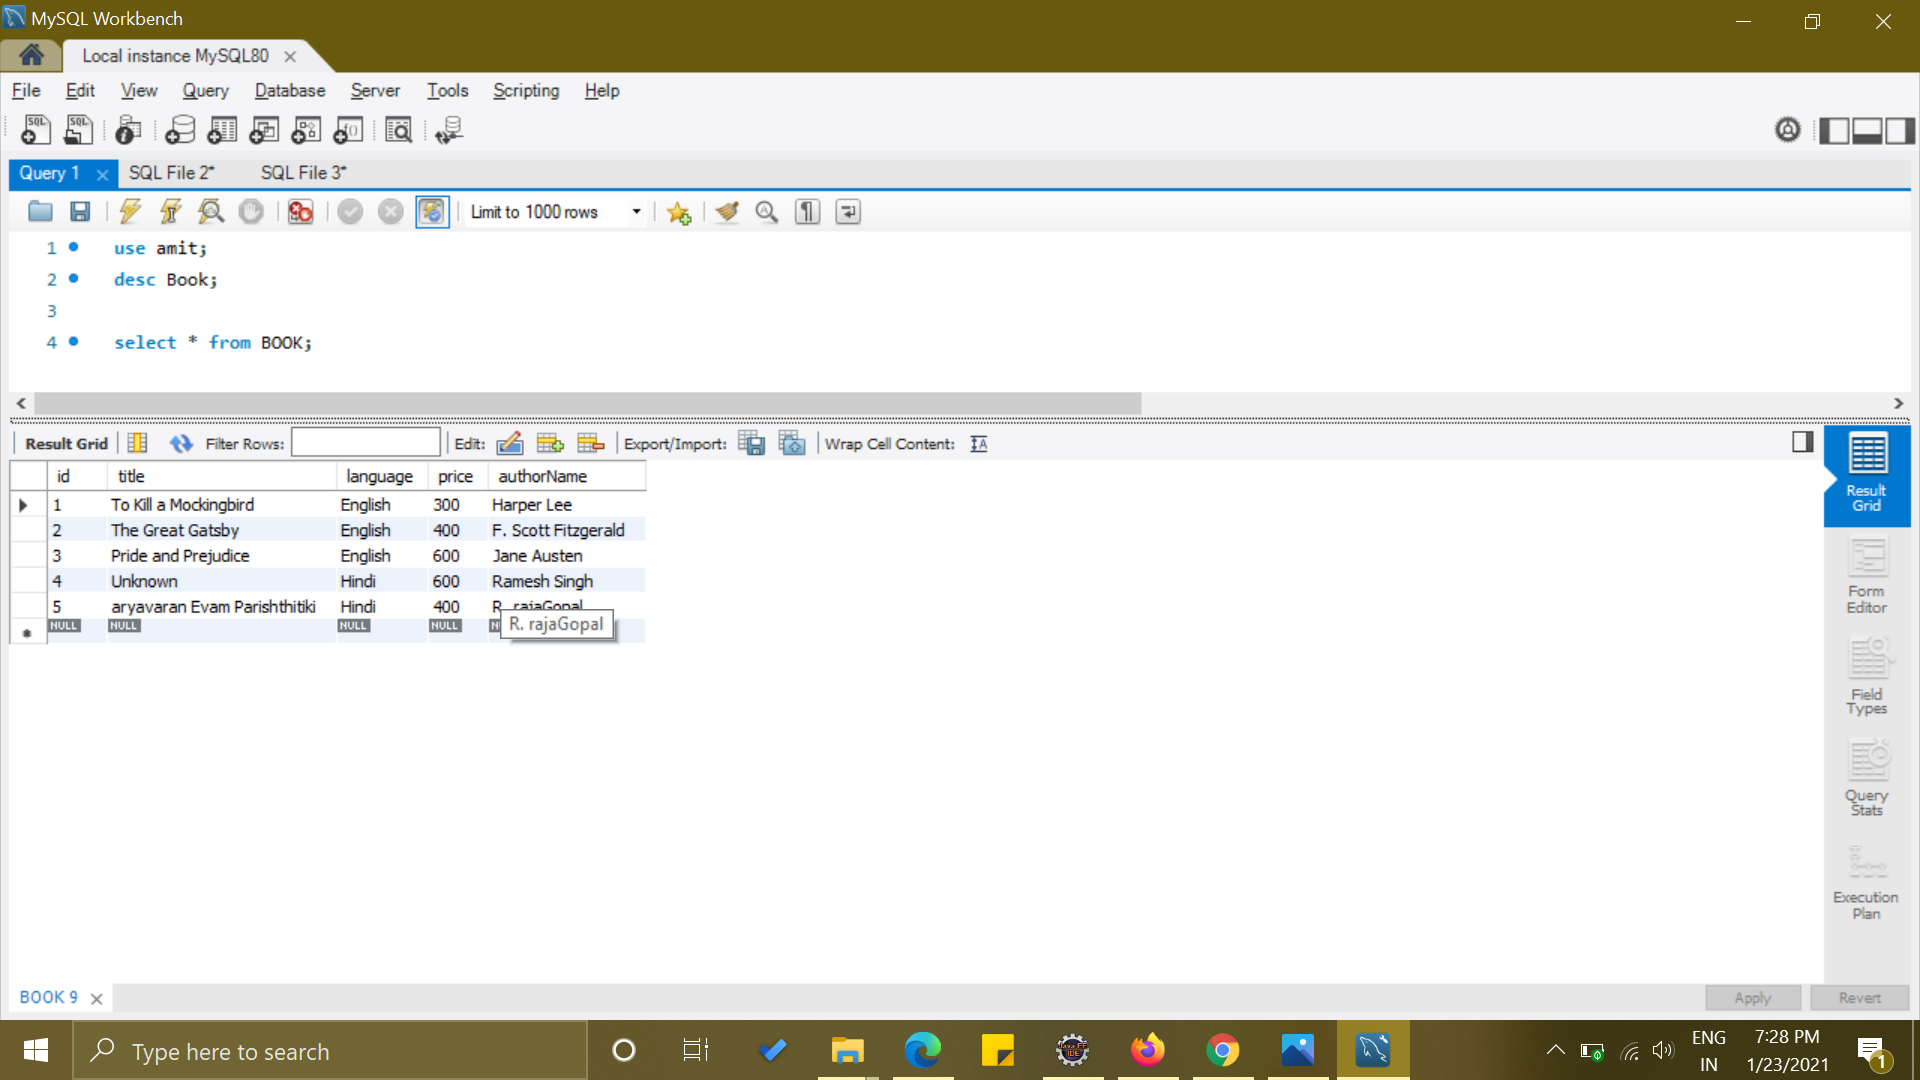 MySQL Workbench
Local instance MySQL80
File Edit View Query Database Server Tools Scripting Help
Query 1 SQL File 2* SQL File 3*
Limit to 1000 rows
1 use amit;
2 desc Book;
3
4 select * from BOOK;
Result Grid Filter Rows: Edit: Export/Import: Wrap Cell Content:
id title language price authorName
1 To Kill a Mockingbird English 300 Harper Lee
2 The Great Gatsby English 400 F. Scott Fitzgerald
3 Pride and Prejudice English 600 Jane Austen
4 Unknown Hindi 600 Ramesh Singh
5 aryavaran Evam Parishthitiki Hindi 400 R. rajaGopal
NULL NULL NULL NULL
R. rajaGopal
Result
Grid
Form
Editor
Field
Types
Query
Stats
Execution
Plan
BOOK 9
Apply Revert
Type here to search
ENG
IN
7:28 PM
1/23/2021
1